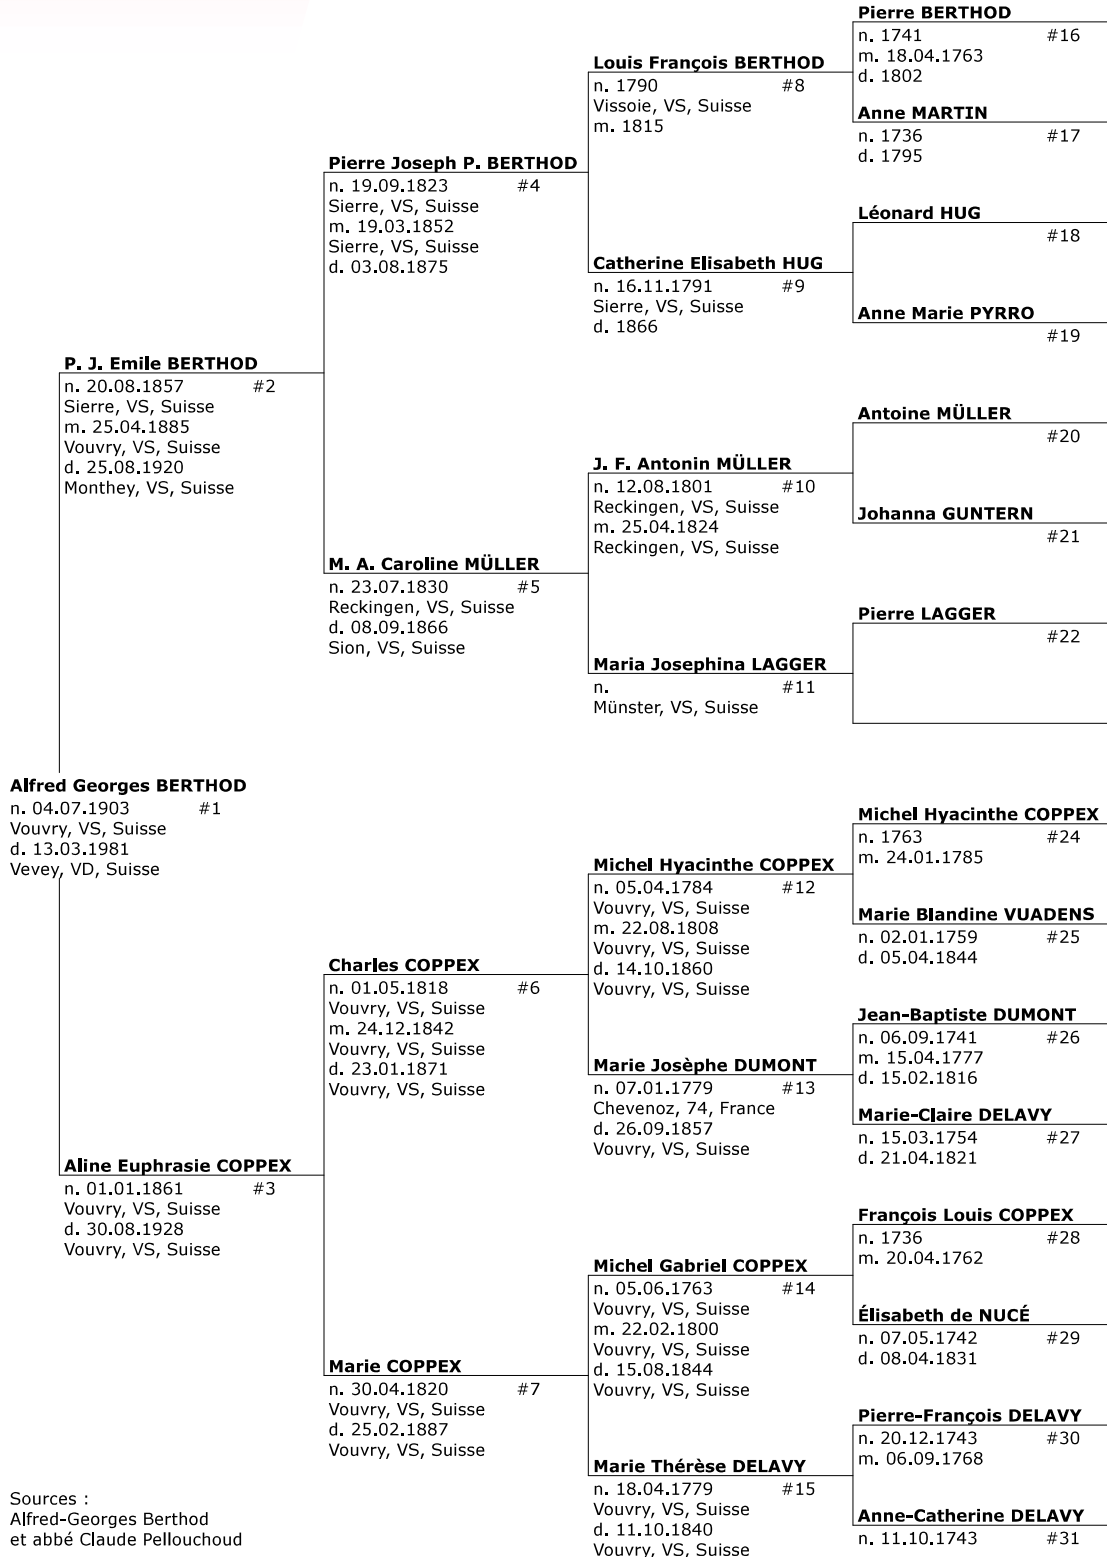 Pierre BERTHOD
n. 1741 #16
m. 18.04.1763
d. 1802
Louis François BERTHOD
n. 1790 #8
Vissoie, VS, Suisse
m. 1815
Anne MARTIN
n. 1736 #17
d. 1795
Pierre Joseph P. BERTHOD
n. 19.09.1823 #4
Sierre, VS, Suisse
m. 19.03.1852
Sierre, VS, Suisse
d. 03.08.1875
Léonard HUG
#18
Catherine Elisabeth HUG
n. 16.11.1791 #9
Sierre, VS, Suisse
d. 1866
Anne Marie PYRRO
#19
P. J. Emile BERTHOD
n. 20.08.1857 #2
Sierre, VS, Suisse
m. 25.04.1885
Vouvry, VS, Suisse
d. 25.08.1920
Monthey, VS, Suisse
Antoine MÜLLER
#20
J. F. Antonin MÜLLER
n. 12.08.1801 #10
Reckingen, VS, Suisse
m. 25.04.1824
Reckingen, VS, Suisse
Johanna GUNTERN
#21
M. A. Caroline MÜLLER
n. 23.07.1830 #5
Reckingen, VS, Suisse
d. 08.09.1866
Sion, VS, Suisse
Pierre LAGGER
#22
Maria Josephina LAGGER
n. #11
Münster, VS, Suisse
Alfred Georges BERTHOD
n. 04.07.1903 #1
Vouvry, VS, Suisse
d. 13.03.1981
Vevey, VD, Suisse
Michel Hyacinthe COPPEX
n. 1763 #24
m. 24.01.1785
Michel Hyacinthe COPPEX
n. 05.04.1784 #12
Vouvry, VS, Suisse
m. 22.08.1808
Vouvry, VS, Suisse
d. 14.10.1860
Vouvry, VS, Suisse
Marie Blandine VUADENS
n. 02.01.1759 #25
d. 05.04.1844
Charles COPPEX
n. 01.05.1818 #6
Vouvry, VS, Suisse
m. 24.12.1842
Vouvry, VS, Suisse
d. 23.01.1871
Vouvry, VS, Suisse
Jean-Baptiste DUMONT
n. 06.09.1741 #26
m. 15.04.1777
d. 15.02.1816
Marie Josèphe DUMONT
n. 07.01.1779 #13
Chevenoz, 74, France
d. 26.09.1857
Vouvry, VS, Suisse
Marie-Claire DELAVY
n. 15.03.1754 #27
d. 21.04.1821
Aline Euphrasie COPPEX
n. 01.01.1861 #3
Vouvry, VS, Suisse
d. 30.08.1928
Vouvry, VS, Suisse
François Louis COPPEX
n. 1736 #28
m. 20.04.1762
Michel Gabriel COPPEX
n. 05.06.1763 #14
Vouvry, VS, Suisse
m. 22.02.1800
Vouvry, VS, Suisse
d. 15.08.1844
Vouvry, VS, Suisse
Élisabeth de NUCÉ
n. 07.05.1742 #29
d. 08.04.1831
Marie COPPEX
n. 30.04.1820 #7
Vouvry, VS, Suisse
d. 25.02.1887
Vouvry, VS, Suisse
Pierre-François DELAVY
n. 20.12.1743 #30
m. 06.09.1768
Marie Thérèse DELAVY
n. 18.04.1779 #15
Vouvry, VS, Suisse
d. 11.10.1840
Vouvry, VS, Suisse
Anne-Catherine DELAVY
n. 11.10.1743 #31
Sources :
Alfred-Georges Berthod
et abbé Claude Pellouchoud